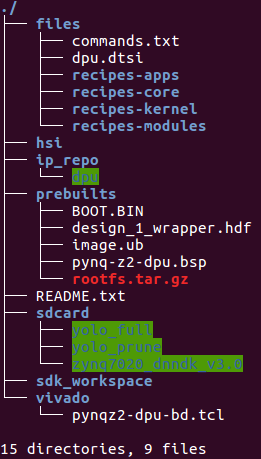 ./
├── files
│   ├── commands.txt
│   ├── dpu.dtsi
│   ├── recipes-apps
│   ├── recipes-core
│   ├── recipes-kernel
│   └── recipes-modules
├── hsi
├── ip_repo
│   └── dpu
├── prebuilts
│   ├── BOOT.BIN
│   ├── design_1_wrapper.hdf
│   ├── image.ub
│   ├── pynq-z2-dpu.bsp
│   └── rootfs.tar.gz
├── README.txt
├── sdcard
│   ├── yolo_full
│   ├── yolo_prune
│   └── zynq7020_dnndk_v3.0
├── sdk_workspace
└── vivado
    └── pynqz2-dpu-bd.tcl
15 directories, 9 files